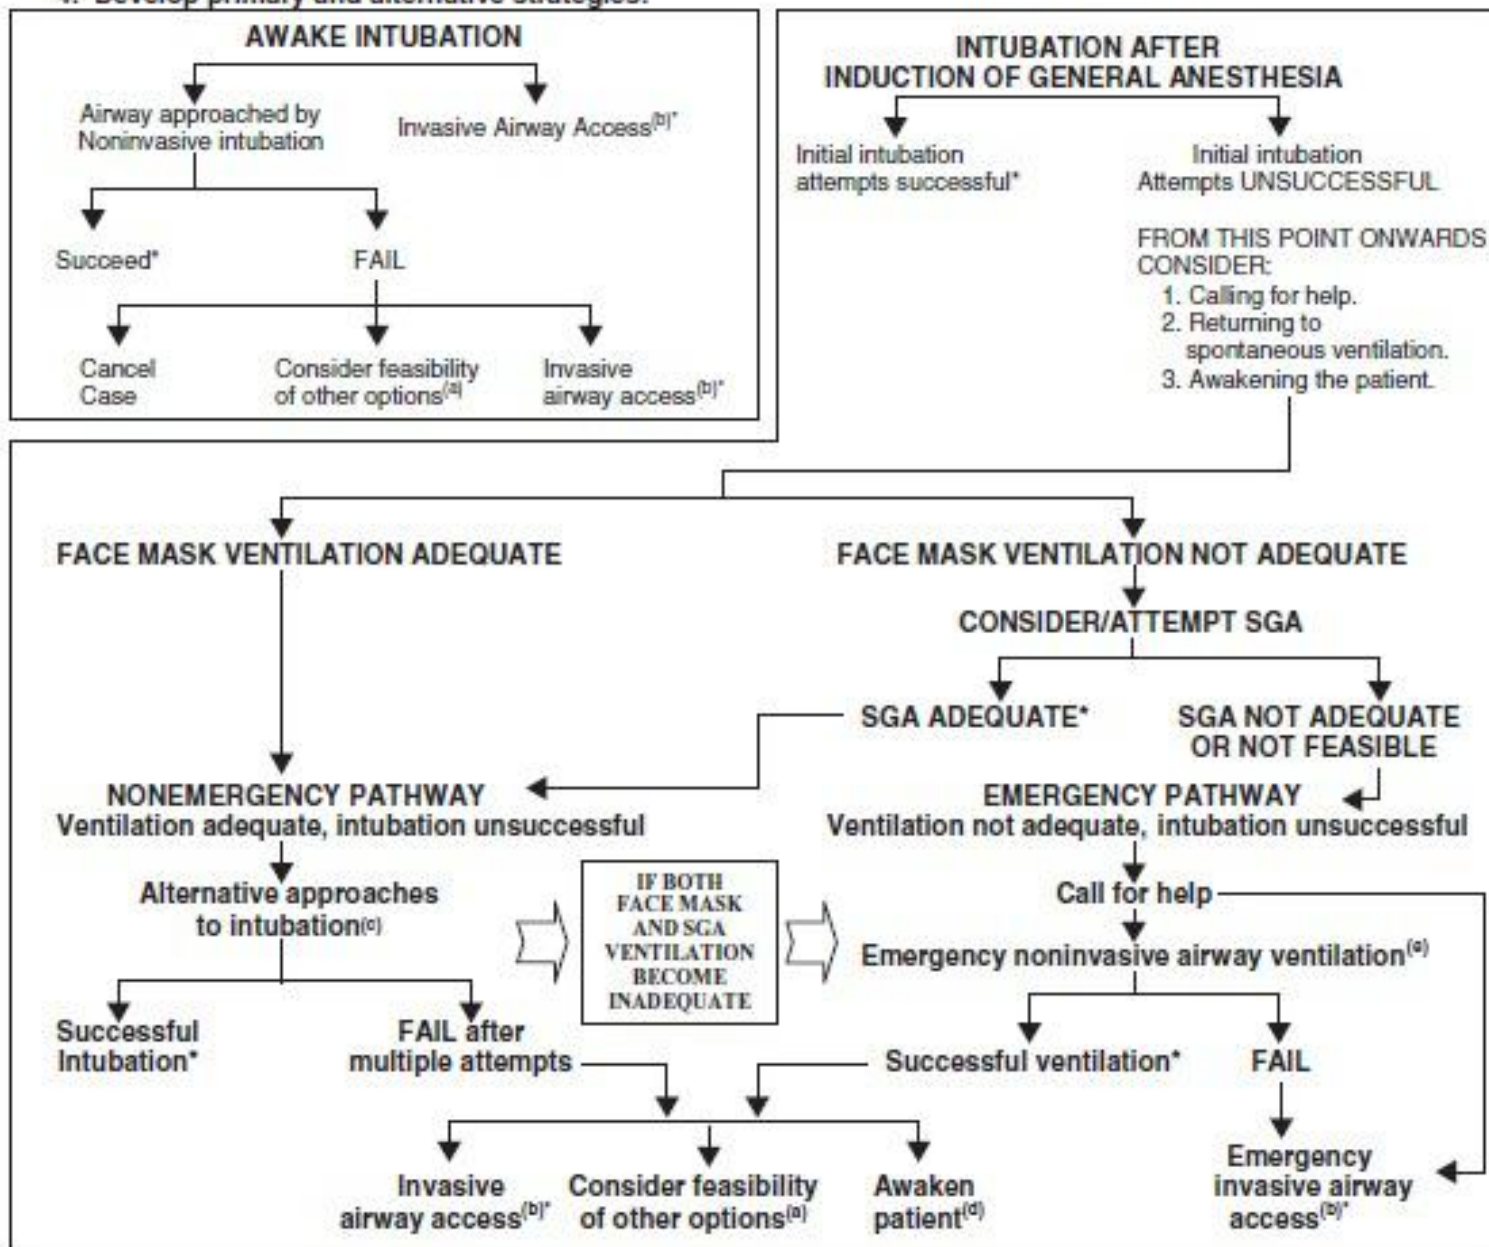 4. Develop primary and alternative strategies:
AWAKE INTUBATION
Airway approached by
Noninvasive intubation
Invasive Airway Access(b)*
Succeed*
FAIL
Cancel
Case
Consider feasibility
of other options(a)
Invasive
airway access(b)*
INTUBATION AFTER
INDUCTION OF GENERAL ANESTHESIA
Initial intubation
attempts successful*
Initial intubation
Attempts UNSUCCESSFUL
FROM THIS POINT ONWARDS
CONSIDER:
1. Calling for help.
2. Returning to
spontaneous ventilation.
3. Awakening the patient.
FACE MASK VENTILATION ADEQUATE
FACE MASK VENTILATION NOT ADEQUATE
CONSIDER/ATTEMPT SGA
SGA ADEQUATE*
SGA NOT ADEQUATE
OR NOT FEASIBLE
NONEMERGENCY PATHWAY
Ventilation adequate, intubation unsuccessful
EMERGENCY PATHWAY
Ventilation not adequate, intubation unsuccessful
Alternative approaches
to intubation(c)
IF BOTH
FACE MASK
AND SGA
VENTILATION
BECOME
INADEQUATE
Call for help
Emergency noninvasive airway ventilation(e)
Successful
Intubation*
FAIL after
multiple attempts
Successful ventilation*
FAIL
Invasive
airway access(b)*
Consider feasibility
of other options(a)
Awaken
patient(d)
Emergency
invasive airway
access(b)*